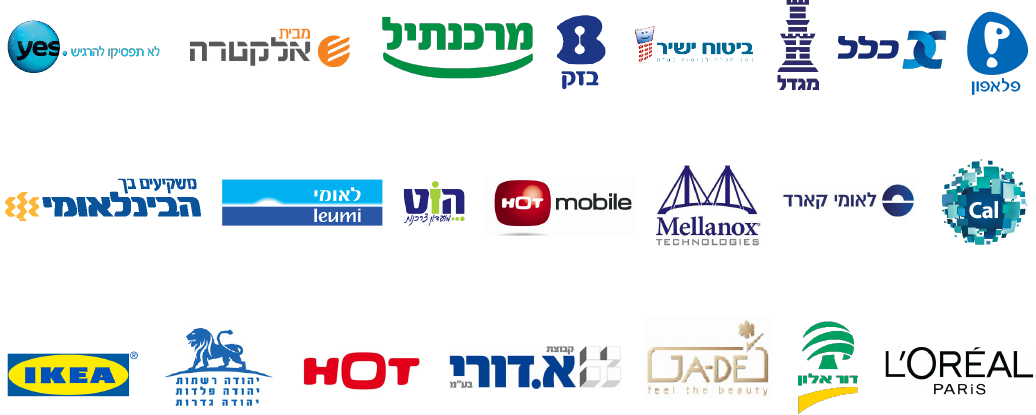 yes. לא תפסיקו להרגיש
מבית
אלקטרה
מרכנתיל
בזק
ביטוח ישיר
מגדל
כלל
פלאפון
משקיעים בך
הבינלאומי
לאומי
leumi
הוט
...מועדון צרכנות
HOT mobile
Mellanox
TECHNOLOGIES
לאומי קארד
Cal
IKEA®
יהודה רשתות
יהודה פלדות
יהודה גדרות
HOT
קבוצת
א.דורי
בע"מ
JA-DE
feel the beauty
דור אלון
L'ORÉAL
PARiS